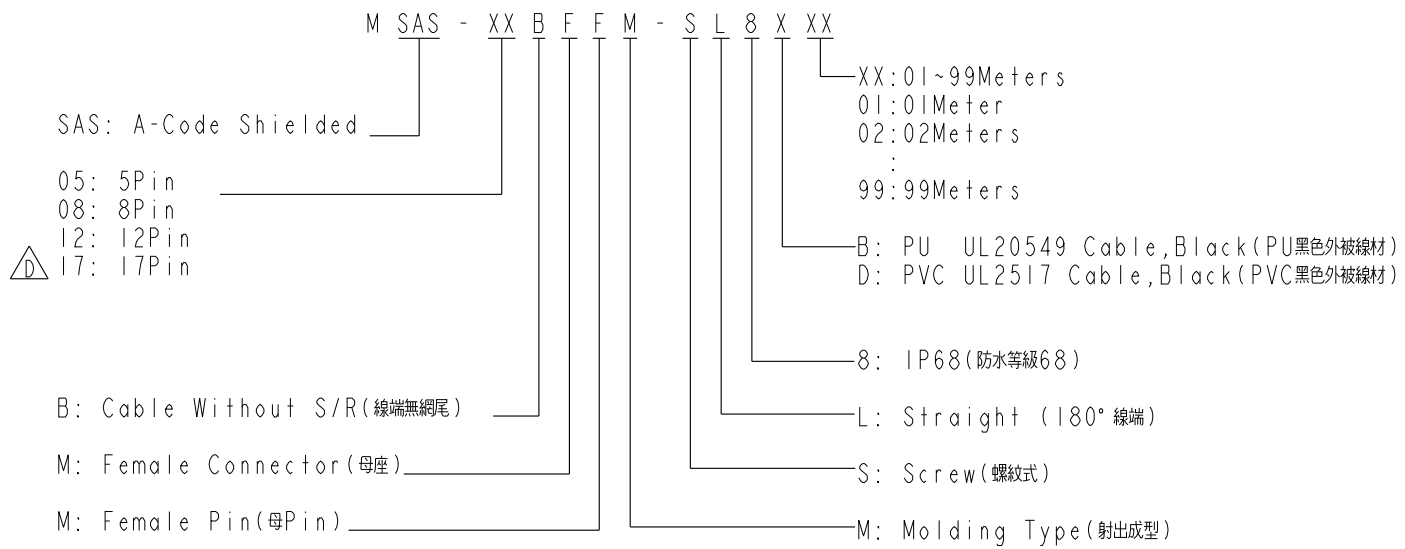 M SAS - XX B F F M - S L 8 X XX
SAS: A-Code Shielded
05: 5Pin
08: 8Pin
12: 12Pin
D 17: 17Pin
B: Cable Without S/R(線端無網尾)
M: Female Connector(母座)
M: Female Pin(母Pin)
XX:01~99Meters
01:01Meter
02:02Meters
:
99:99Meters
B: PU UL20549 Cable,Black(PU黑色外被線材)
D: PVC UL2517 Cable,Black(PVC黑色外被線材)
8: IP68(防水等級68)
L: Straight (180° 線端)
S: Screw(螺紋式)
M: Molding Type(射出成型)